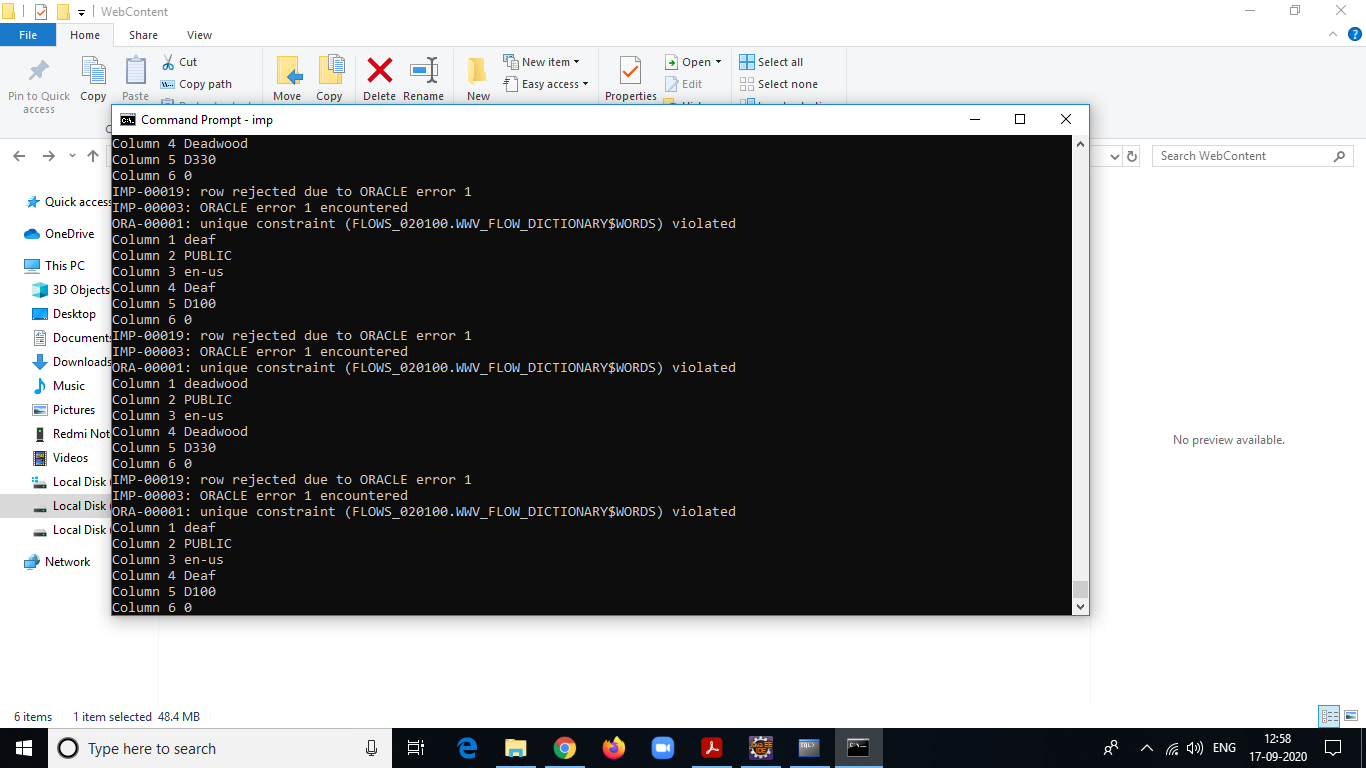 WebContent
File Home Share View
Pin to Quick access
Copy
Paste
Cut
Copy path
Move
Copy
Delete
Rename
New
New item
Easy access
Properties
Open
Edit
Select all
Select none
Command Prompt - imp
Search WebContent
Quick access
OneDrive
This PC
3D Objects
Desktop
Documents
Downloads
Music
Pictures
Redmi Not
Videos
Local Disk (
Local Disk (
Local Disk (
Network
Column 4 Deadwood
Column 5 D330
Column 6 0
IMP-00019: row rejected due to ORACLE error 1
IMP-00003: ORACLE error 1 encountered
ORA-00001: unique constraint (FLOWS_020100.WWV_FLOW_DICTIONARY$WORDS) violated
Column 1 deaf
Column 2 PUBLIC
Column 3 en-us
Column 4 Deaf
Column 5 D100
Column 6 0
IMP-00019: row rejected due to ORACLE error 1
IMP-00003: ORACLE error 1 encountered
ORA-00001: unique constraint (FLOWS_020100.WWV_FLOW_DICTIONARY$WORDS) violated
Column 1 deadwood
Column 2 PUBLIC
Column 3 en-us
Column 4 Deadwood
Column 5 D330
Column 6 0
IMP-00019: row rejected due to ORACLE error 1
IMP-00003: ORACLE error 1 encountered
ORA-00001: unique constraint (FLOWS_020100.WWV_FLOW_DICTIONARY$WORDS) violated
Column 1 deaf
Column 2 PUBLIC
Column 3 en-us
Column 4 Deaf
Column 5 D100
Column 6 0
No preview available.
6 items 1 item selected 48.4 MB
Type here to search
ENG
12:58
17-09-2020